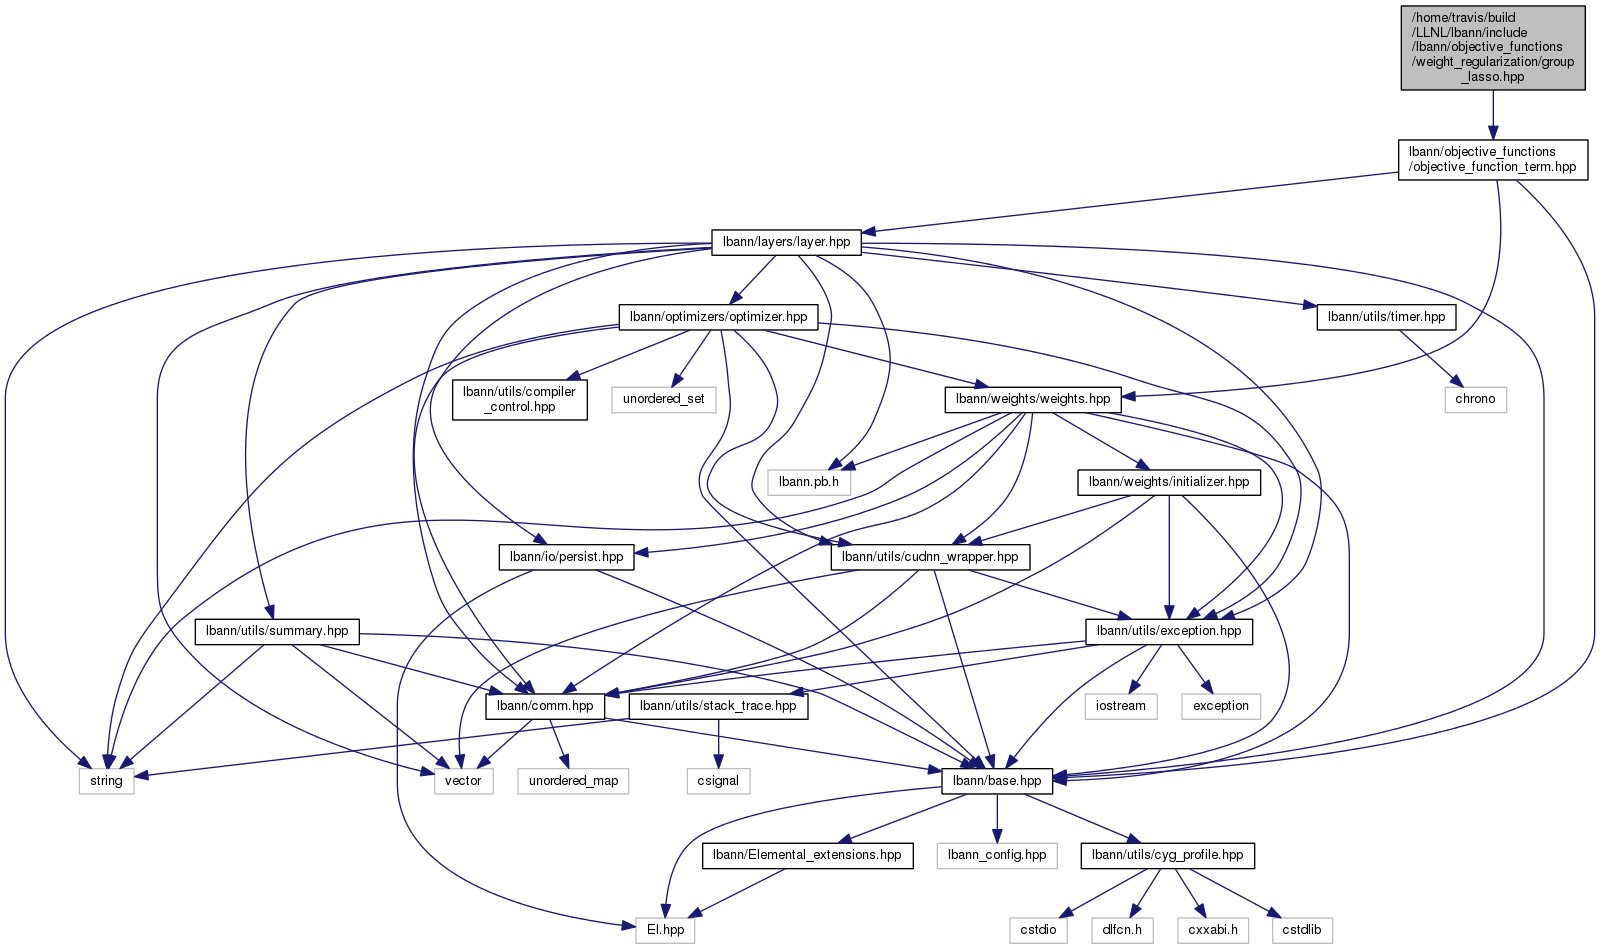 /home/travis/build
/LLNL/lbann/include
/lbann/objective_functions
/weight_regularization/group
_lasso.hpp
lbann/objective_functions
/objective_function_term.hpp
lbann/layers/layer.hpp
lbann/optimizers/optimizer.hpp
lbann/utils/timer.hpp
lbann/utils/compiler
_control.hpp
unordered_set
lbann/weights/weights.hpp
chrono
lbann.pb.h
lbann/weights/initializer.hpp
lbann/io/persist.hpp
lbann/utils/cudnn_wrapper.hpp
lbann/utils/summary.hpp
lbann/utils/exception.hpp
lbann/comm.hpp
lbann/utils/stack_trace.hpp
iostream
exception
string
vector
unordered_map
csignal
lbann/base.hpp
lbann/Elemental_extensions.hpp
lbann_config.hpp
lbann/utils/cyg_profile.hpp
El.hpp
cstdio
dlfcn.h
cxxabi.h
cstdlib